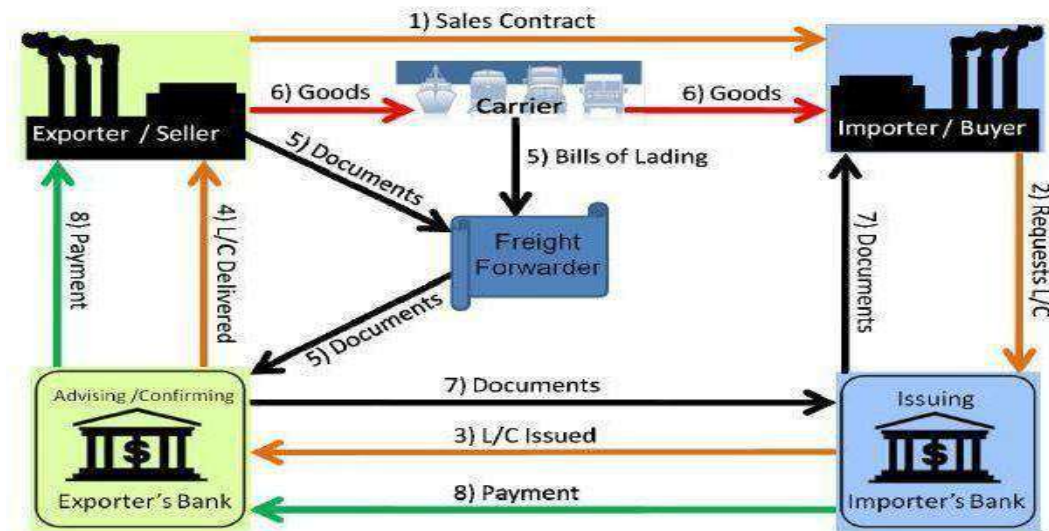 1) Sales Contract
6) Goods
Carrier
6) Goods
Exporter / Seller
Importer / Buyer
5) Documents
5) Bills of Lading
8) Payment
4) L/C Delivered
Freight
Forwarder
7) Documents
2) Requests L/C
5) Documents
Advising /Confirming
$
Exporter's Bank
7) Documents
3) L/C Issued
8) Payment
Issuing
$
Importer's Bank